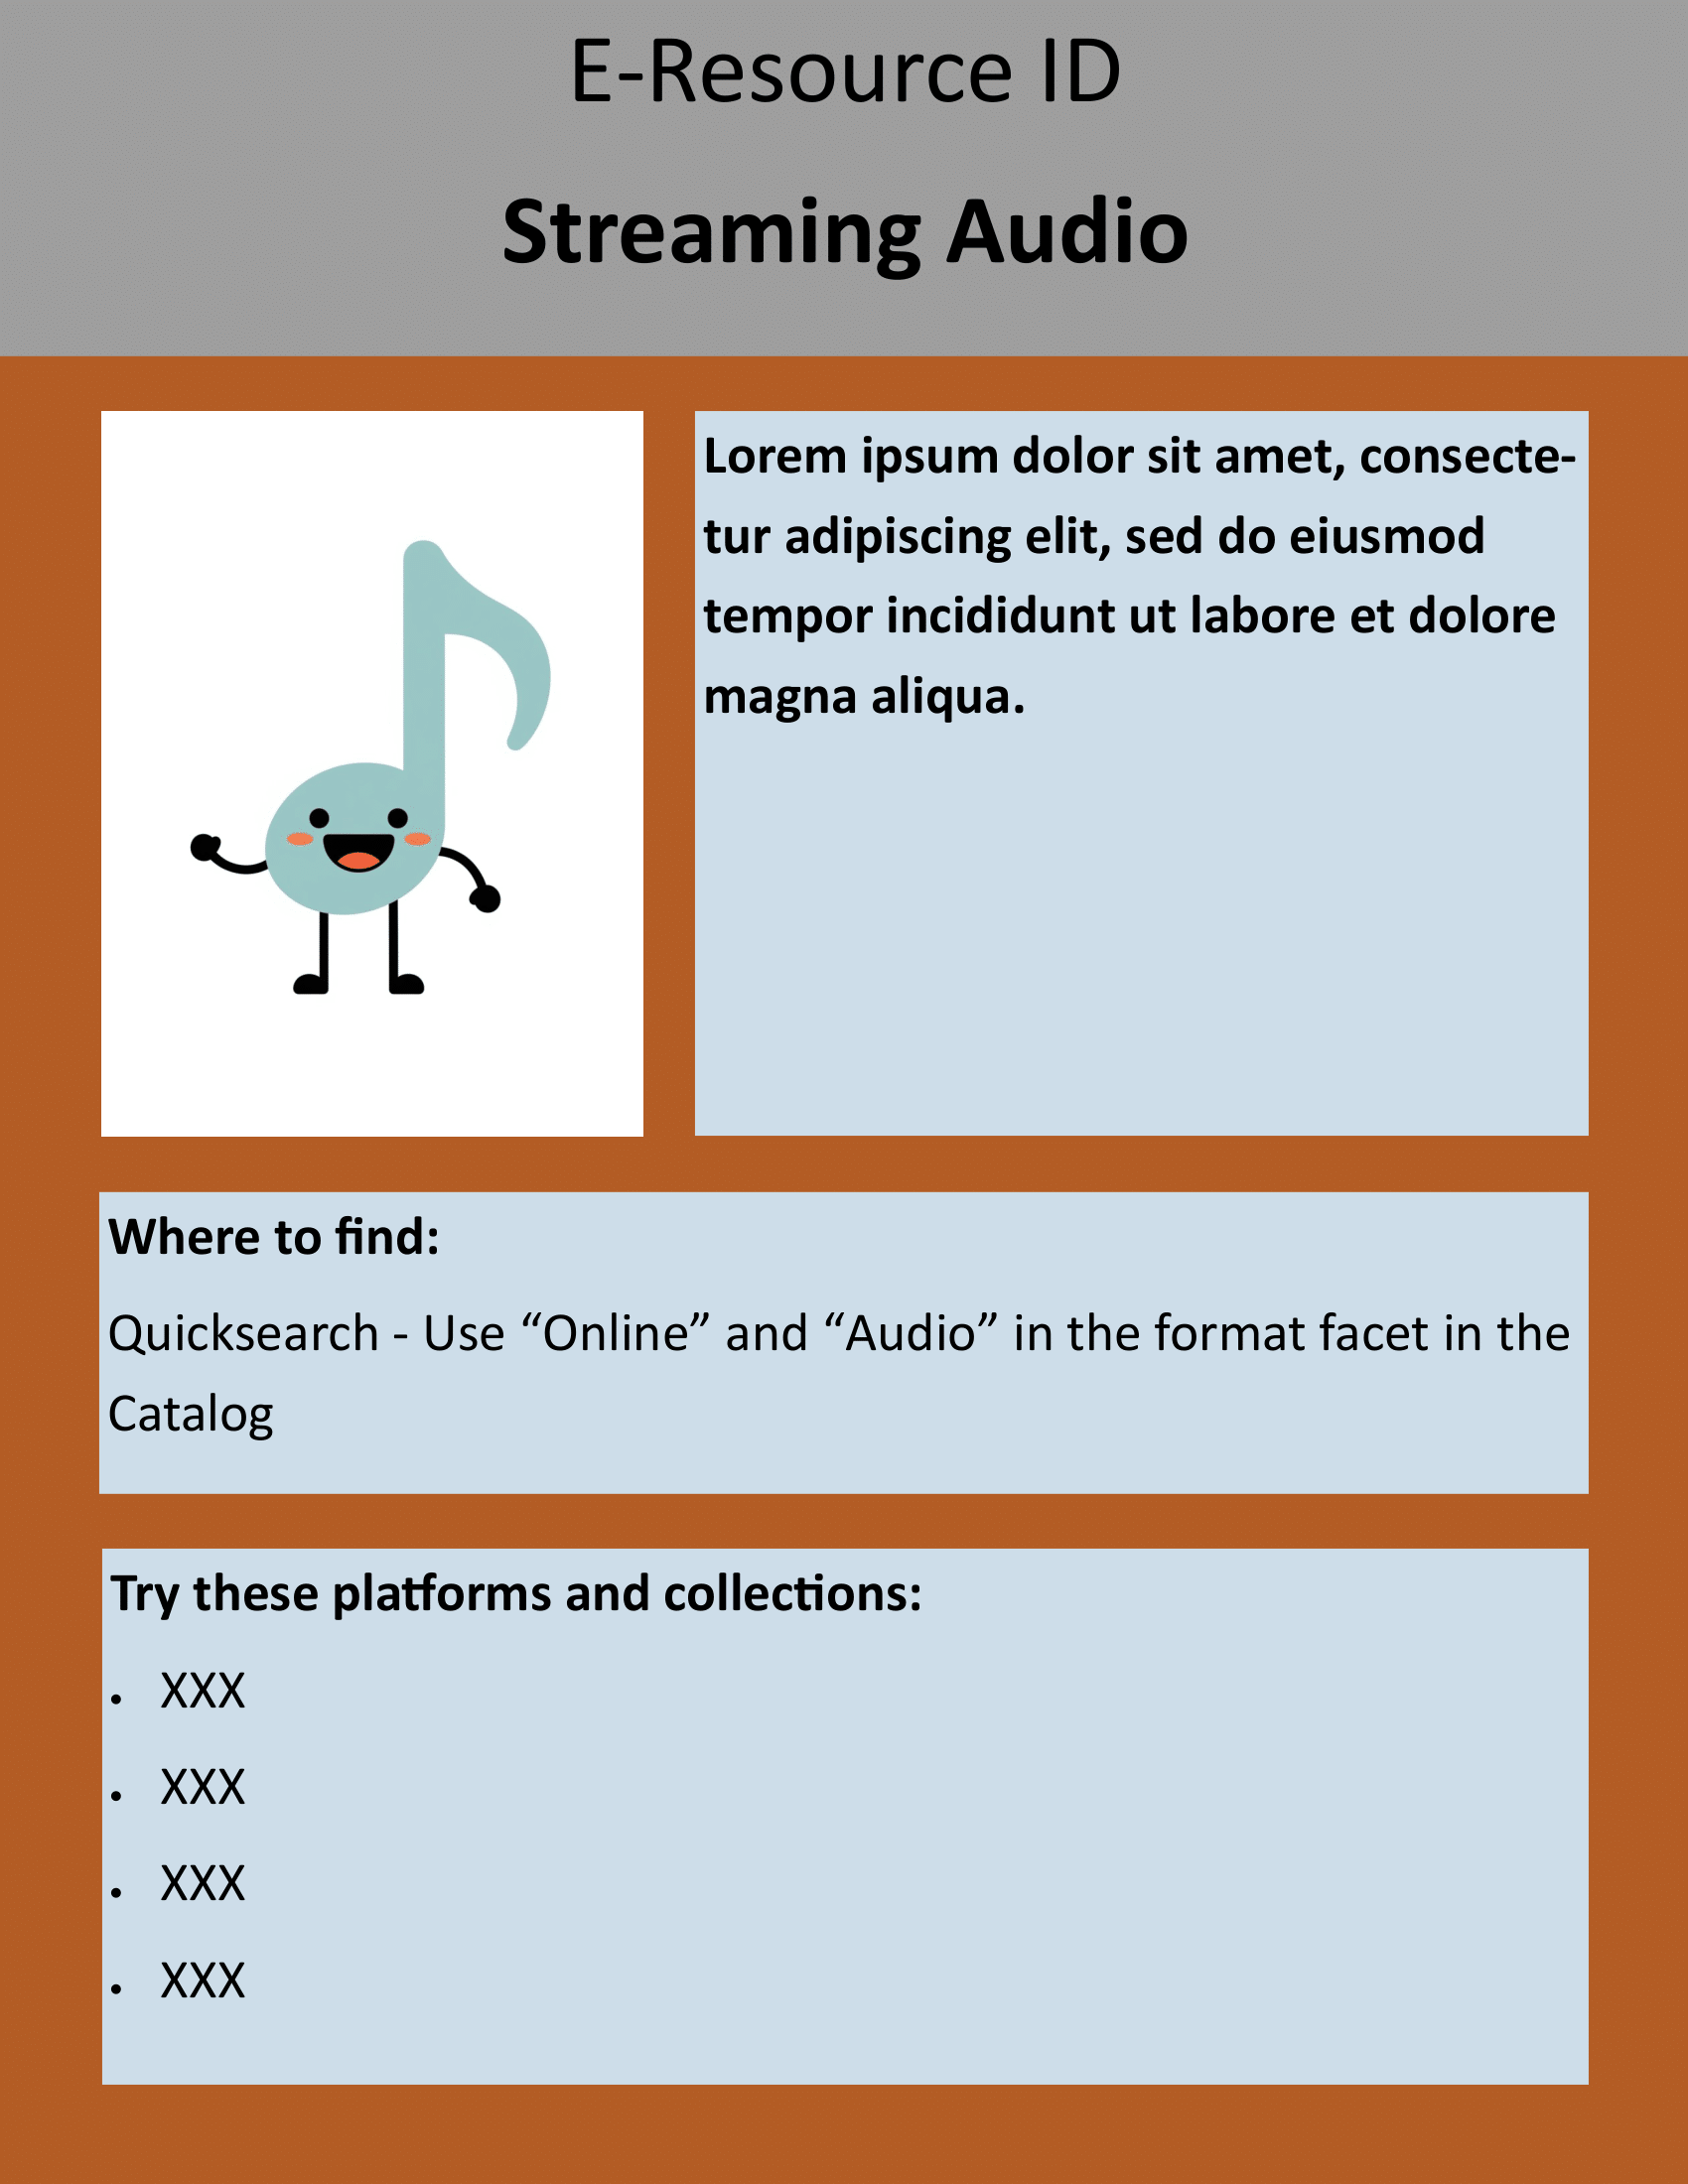 E-Resource ID
Streaming Audio
Lorem ipsum dolor sit amet, consecte-
tur adipiscing elit, sed do eiusmod
tempor incididunt ut labore et dolore
magna aliqua.
Where to find:
Quicksearch - Use “Online” and “Audio” in the format facet in the
Catalog
Try these platforms and collections:
• XXX
• XXX
• XXX
• XXX